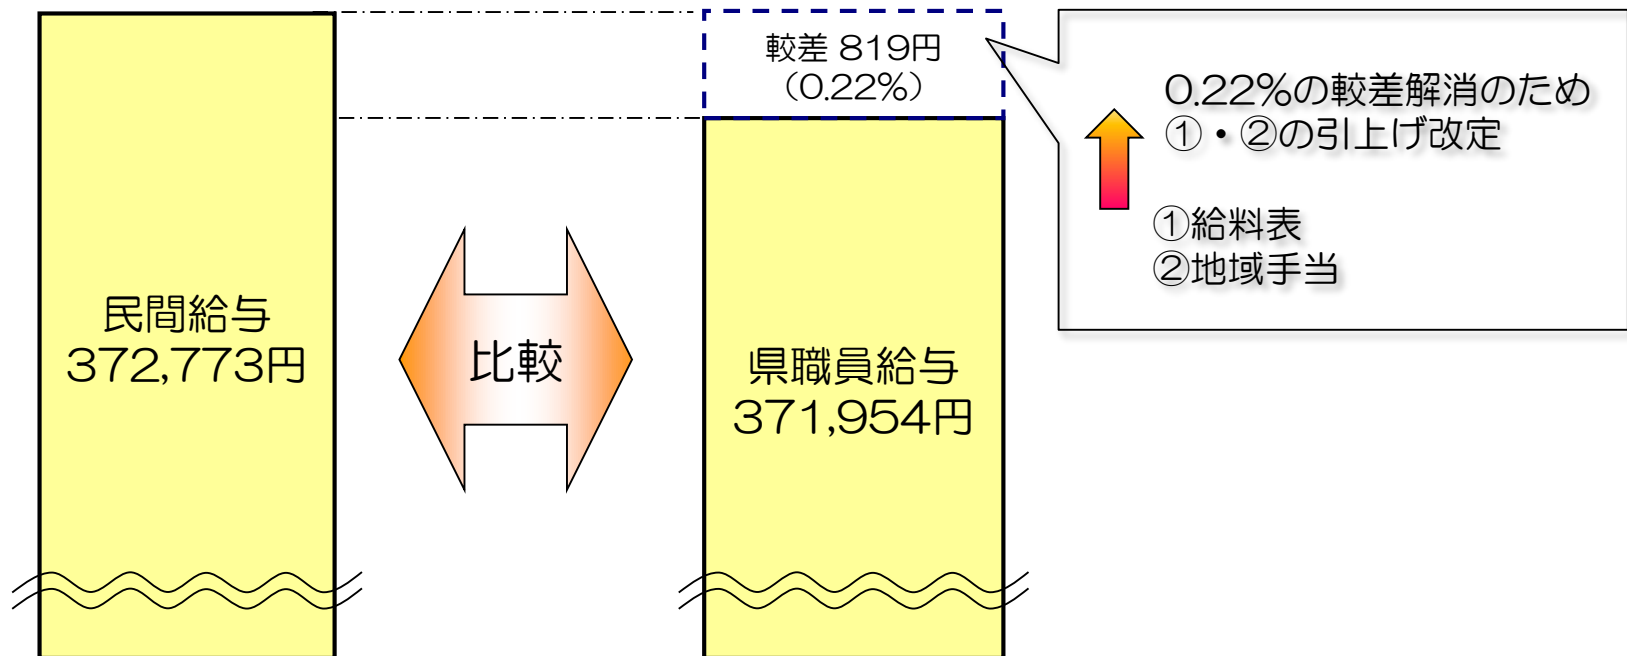 較差 819円
（0.22%）
0.22%の較差解消のため
①・②の引上げ改定
①給料表
②地域手当
民間給与
372,773円
比較
県職員給与
371,954円